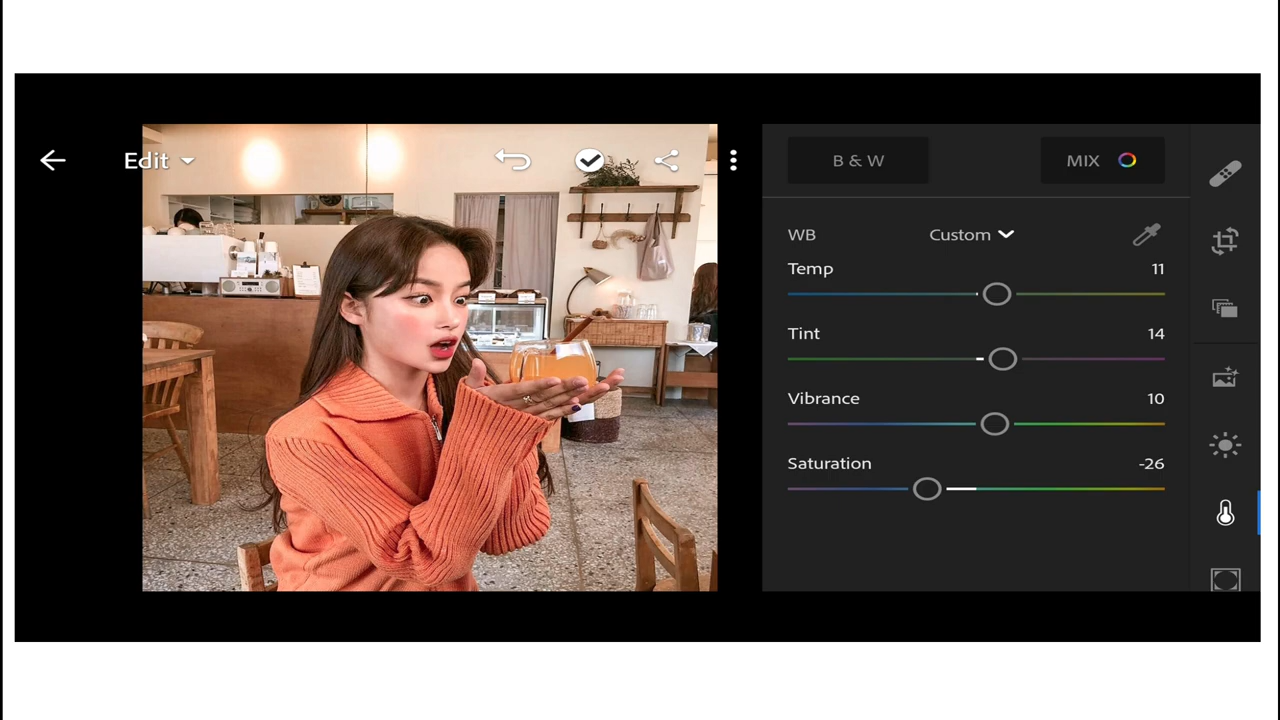 Edit
B & W
MIX
WB
Custom
Temp
11
Tint
14
Vibrance
10
Saturation
-26